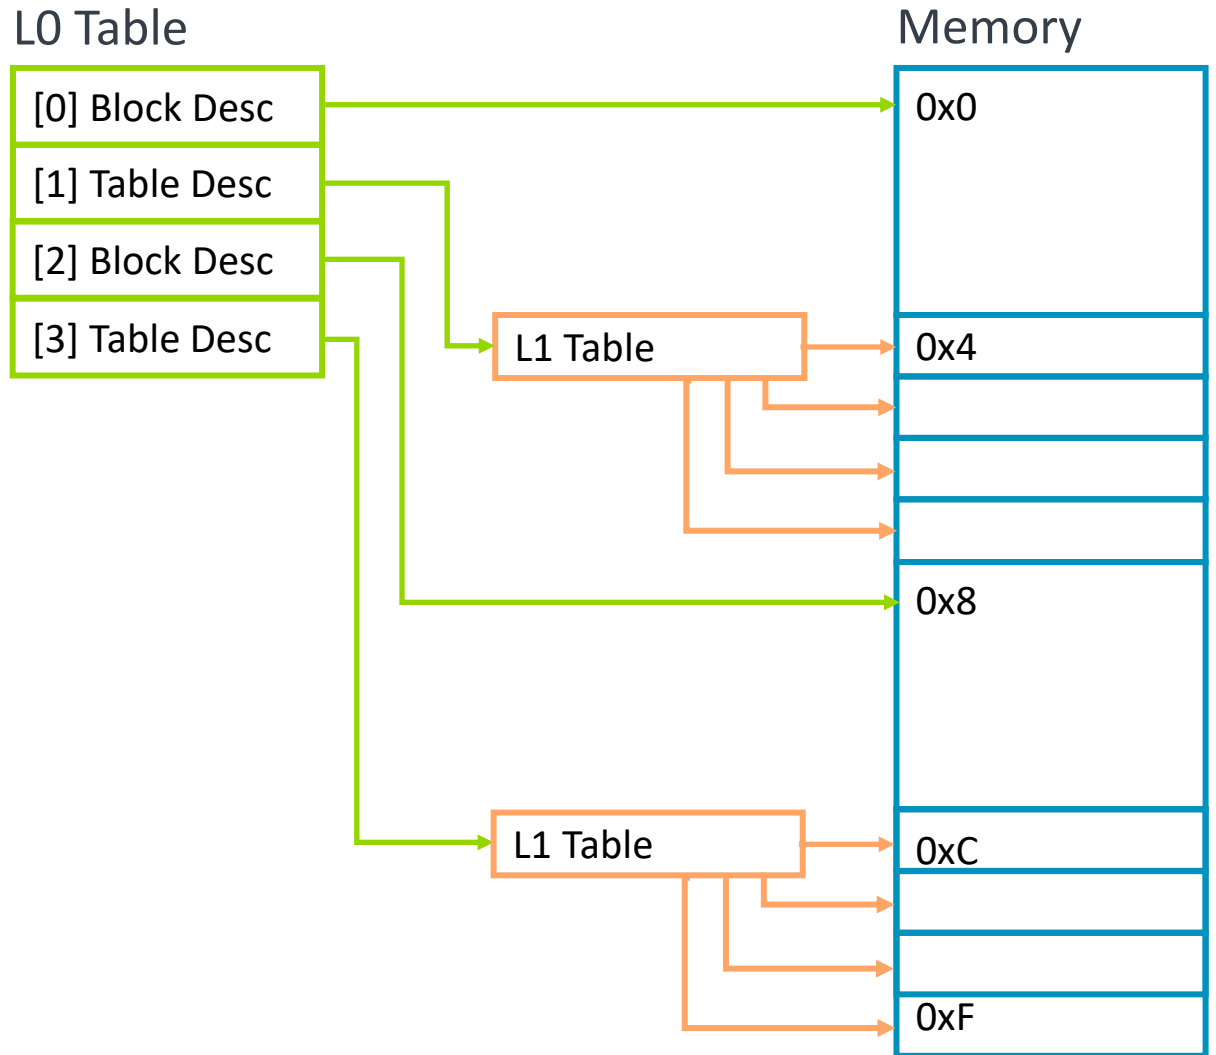 L0 Table
Memory
[0] Block Desc
[1] Table Desc
[2] Block Desc
[3] Table Desc
L1 Table
L1 Table
0x0
0x4
0x8
0xC
0xF